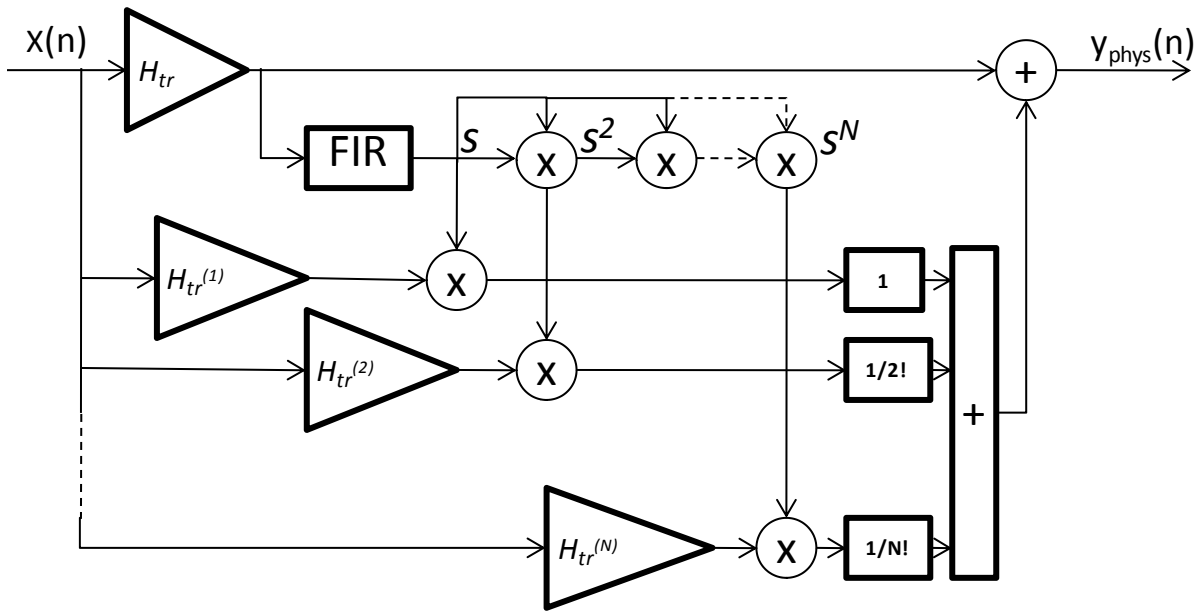 X(n)
H_tr
y_phys(n)
+
FIR
s
x
s^2
x
x
s^N
H_tr^(1)
x
1
H_tr^(2)
x
1/2!
+
H_tr^(N)
x
1/N!